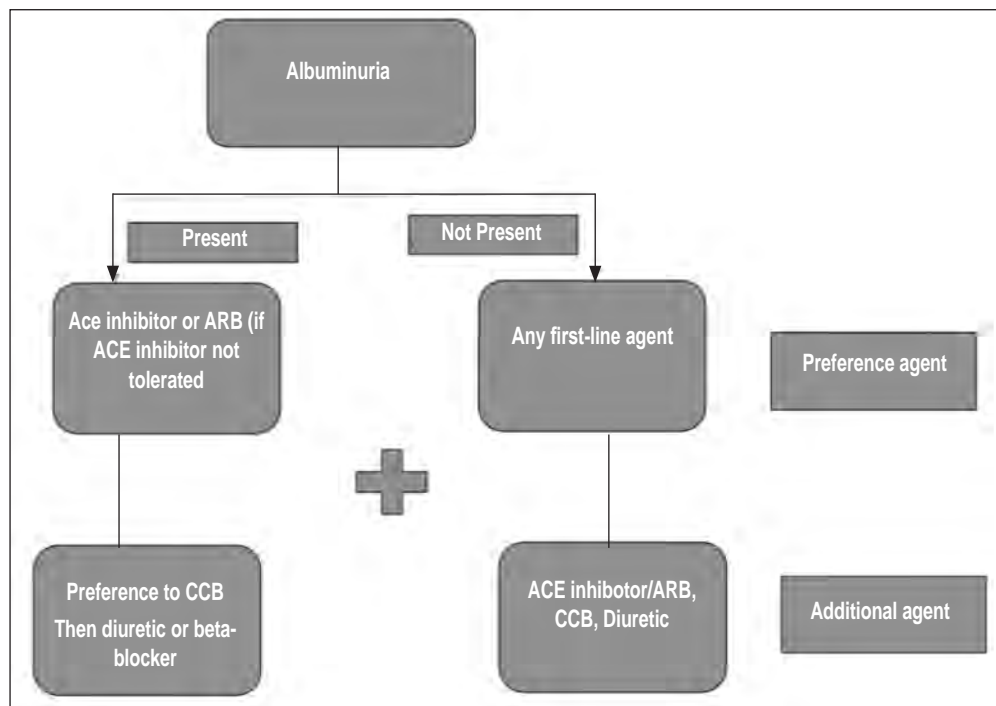 Albuminuria
Present
Not Present
Ace inhibitor or ARB (if
ACE inhibitor not
tolerated
Any first-line agent
Preference agent
Preference to CCB
Then diuretic or beta-
blocker
ACE inhibotor/ARB,
CCB, Diuretic
Additional agent